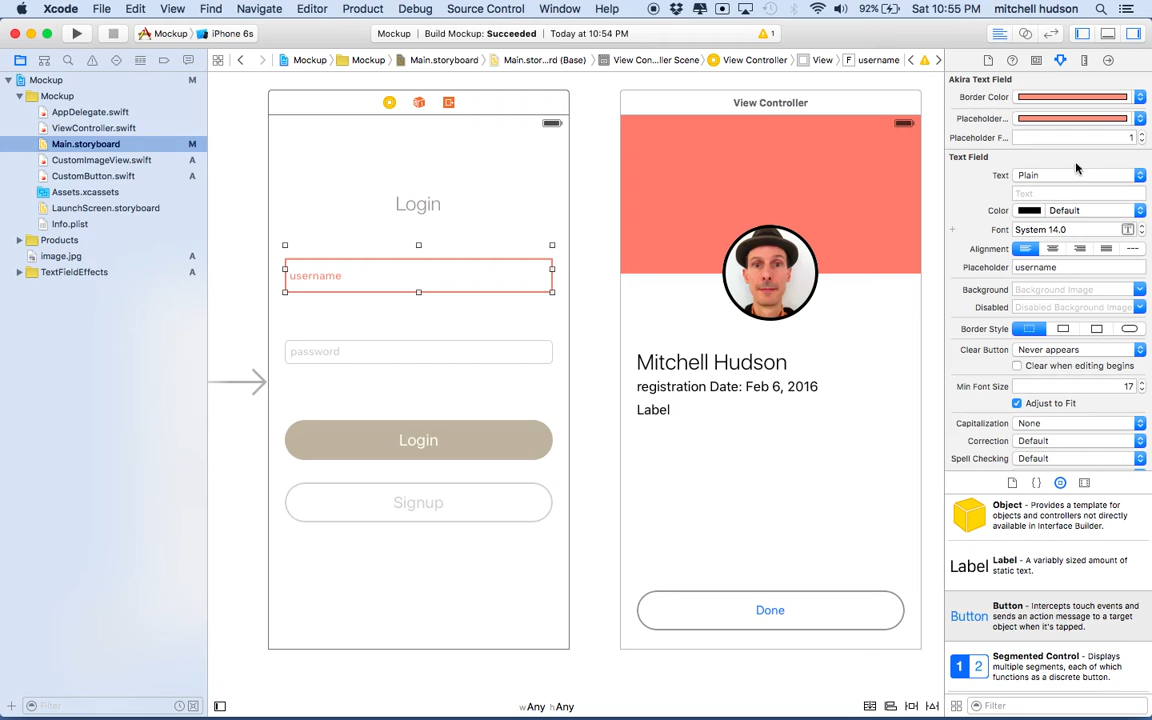 Xcode File Edit View Find Navigate Editor Product Debug Source Control Window Help 92% Sat 10:55 PM mitchell hudson
Mockup iPhone 6s Mockup Build Mockup: Succeeded Today at 10:54 PM 1
Mockup Mockup Main.storyboard Main.stor...rd (Base) View Con...ler Scene View Controller View F username
Mockup
Mockup
AppDelegate.swift
ViewController.swift
Main.storyboard M
CustomImageView.swift A
CustomButton.swift A
Assets.xcassets
LaunchScreen.storyboard
Info.plist
Products
image.jpg A
TextFieldEffects A
Filter
Login
username
password
Login
Signup
View Controller
Mitchell Hudson
registration Date: Feb 6, 2016
Label
Done
wAny hAny
Akira Text Field
Border Color
Placeholder...
Placeholder F... 1
Text Field
Text Plain
Text
Color Default
Font System 14.0
Alignment
Placeholder username
Background Background Image
Disabled Disabled Background Image
Border Style
Clear Button Never appears
Clear when editing begins
Min Font Size 17
Adjust to Fit
Capitalization None
Correction Default
Spell Checking Default
Object - Provides a template for
objects and controllers not directly
available in Interface Builder.
Label Label - A variably sized amount of
static text.
Button Button - Intercepts touch events and
sends an action message to a target
object when it's tapped.
1 2 Segmented Control - Displays
multiple segments, each of which
functions as a discrete button.
Filter